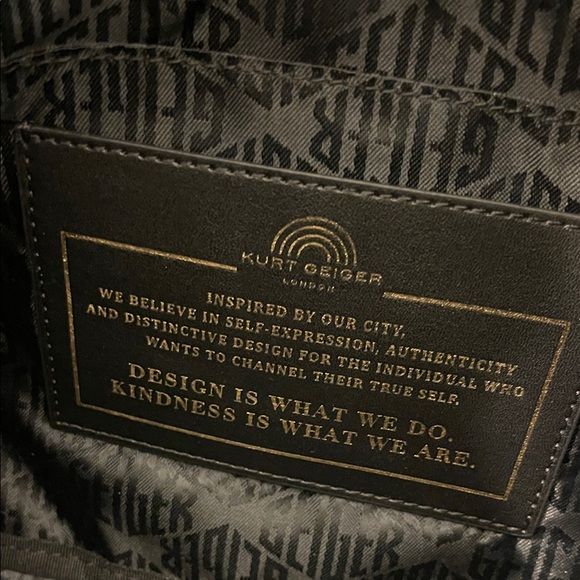 KURT GEIGER
LONDON
INSPIRED BY OUR CITY,
WE BELIEVE IN SELF-EXPRESSION, AUTHENTICITY
AND DISTINCTIVE DESIGN FOR THE INDIVIDUAL WHO
WANTS TO CHANNEL THEIR TRUE SELF.
DESIGN IS WHAT WE DO.
KINDNESS IS WHAT WE ARE.
GEIGER